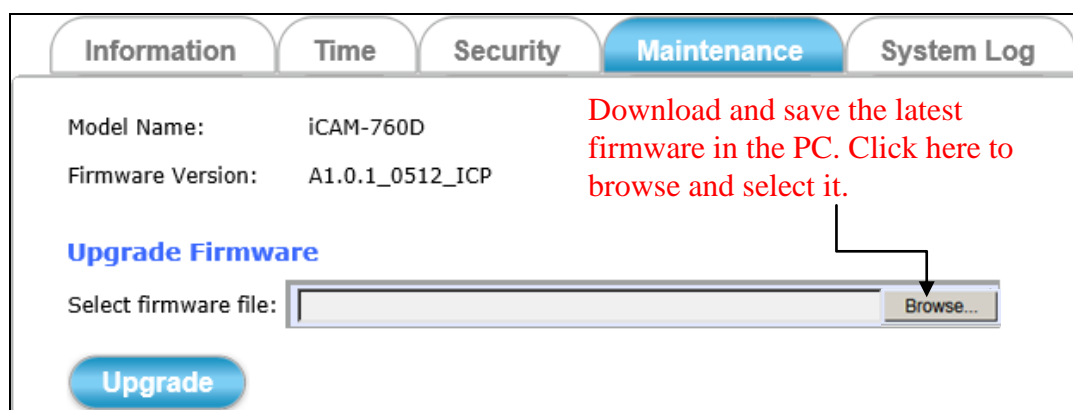 Information Time Security Maintenance System Log
Model Name: iCAM-760D
Firmware Version: A1.0.1_0512_ICP
Download and save the latest
firmware in the PC. Click here to
browse and select it.
Upgrade Firmware
Select firmware file: Browse...
Upgrade